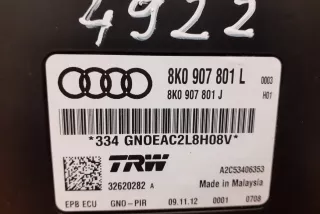 4922
8K0 907 801 L 0003
8K0 907 801 J H01
*334 GNOEAC2L8H08V*
TRW A2C53406353
32620282 A Made in Malaysia
EPB ECU GNO-PIR 09.11.12 0001 0708